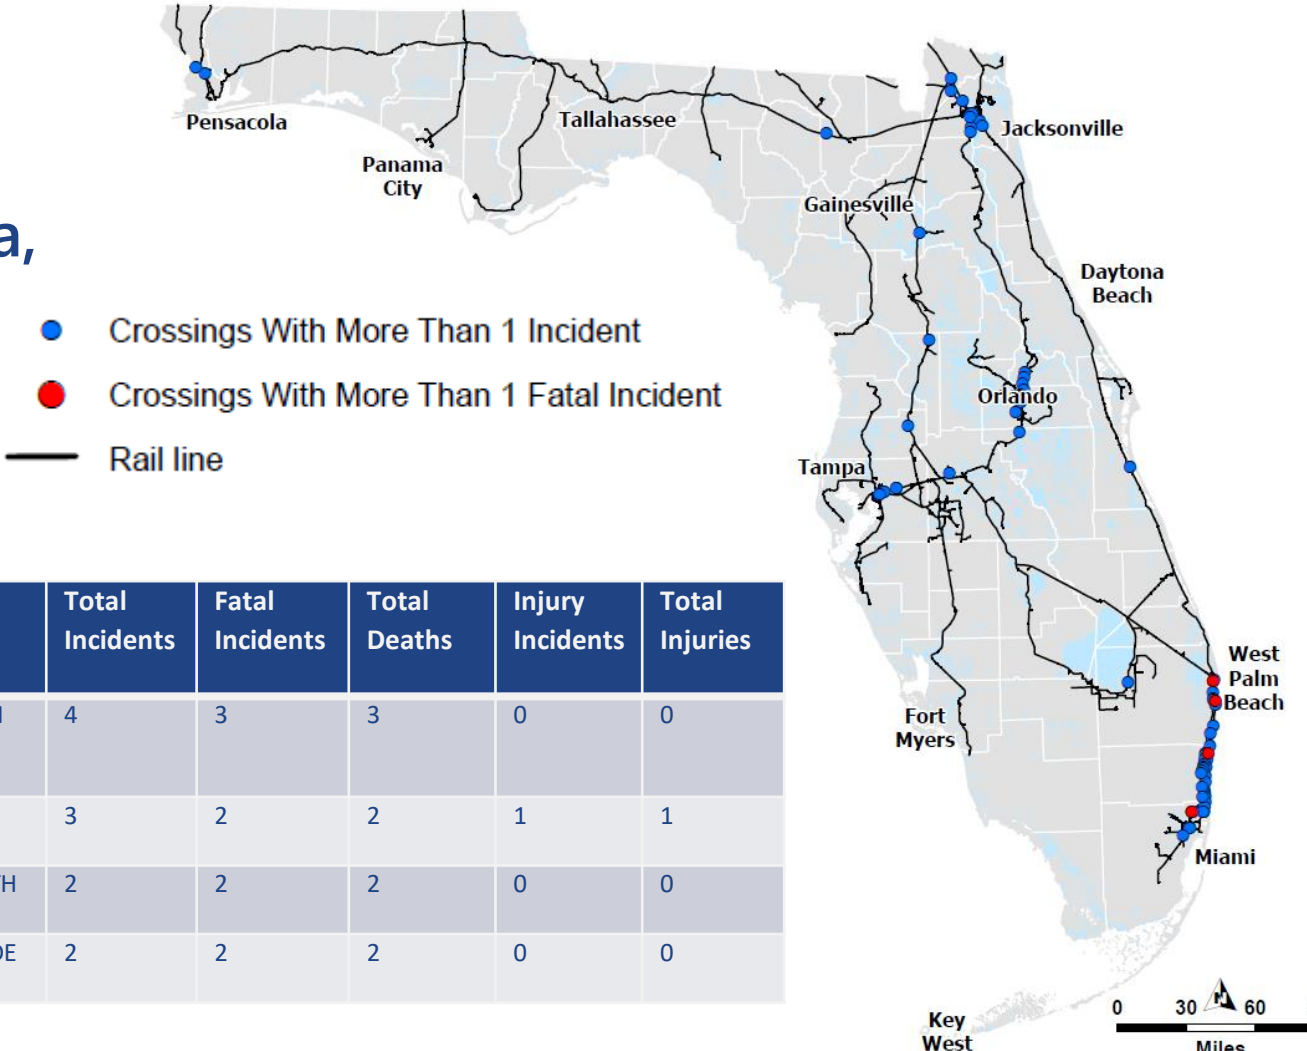 a,
Crossings With More Than 1 Incident
Crossings With More Than 1 Fatal Incident
Rail line
Total Incidents
Fatal Incidents
Total Deaths
Injury Incidents
Total Injuries
4 3 3 0 0
3 2 2 1 1
TH 2 2 2 0 0
DE 2 2 2 0 0
Pensacola
Panama
City
Tallahassee
Jacksonville
Gainesville
Daytona
Beach
Orlando
Tampa
West
Palm
Beach
Fort
Myers
Miami
Key
West
N
0 30 60
Miles